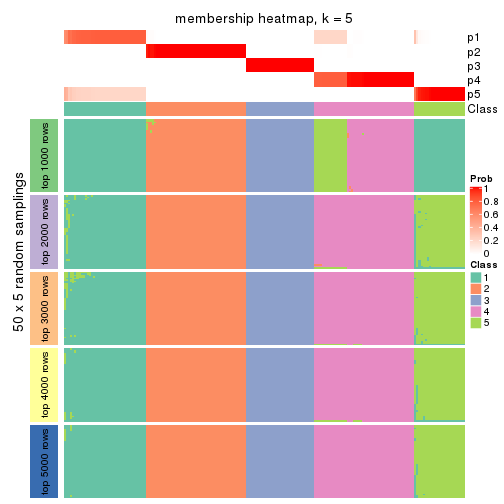 membership heatmap, k = 5
p1
p2
p3
p4
p5
Class
50 x 5 random samplings
top 1000 rows
top 2000 rows
top 3000 rows
top 4000 rows
top 5000 rows
Prob
1
0.8
0.6
0.4
0.2
0
Class
1
2
3
4
5